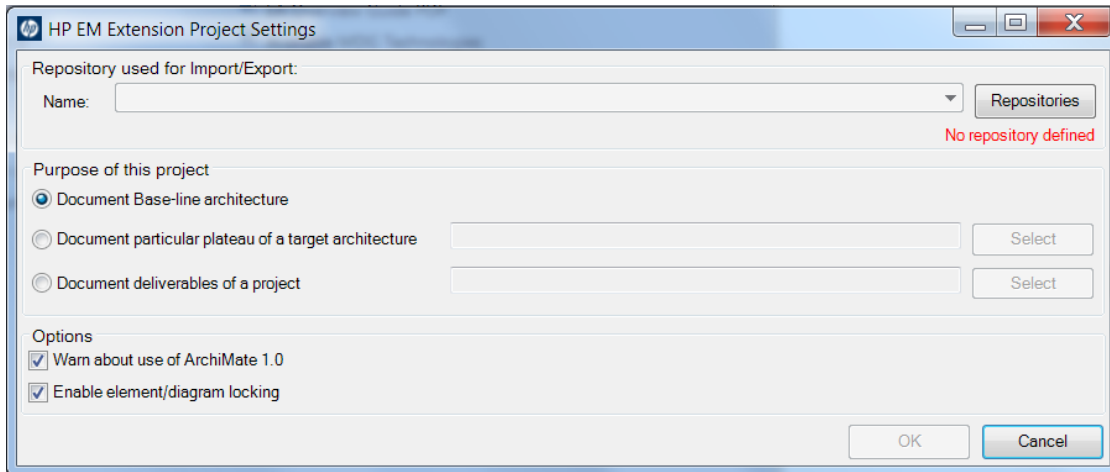 HP EM Extension Project Settings
Repository used for Import/Export:
Name:
Repositories
No repository defined
Purpose of this project
Document Base-line architecture
Document particular plateau of a target architecture
Select
Document deliverables of a project
Select
Options
Warn about use of ArchiMate 1.0
Enable element/diagram locking
OK
Cancel